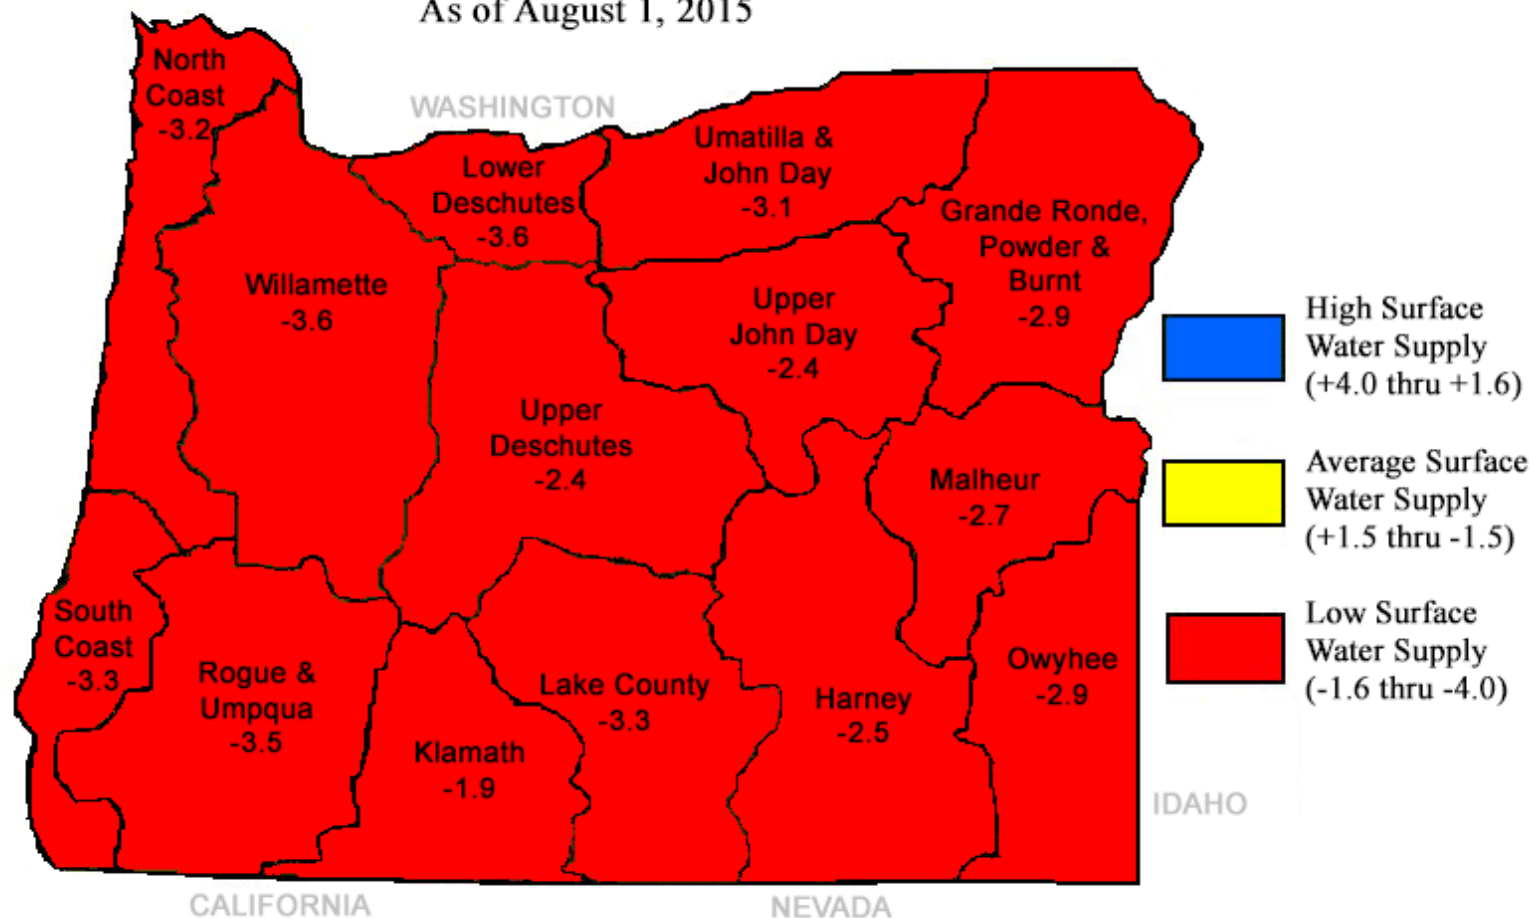 As of August 1, 2015
North
Coast
-3.2
WASHINGTON
Lower
Deschutes
-3.6
Umatilla &
John Day
-3.1
Grande Ronde,
Powder &
Burnt
-2.9
Willamette
-3.6
Upper
John Day
-2.4
Upper
Deschutes
-2.4
Malheur
-2.7
South
Coast
-3.3
Rogue &
Umpqua
-3.5
Klamath
-1.9
Lake County
-3.3
Harney
-2.5
Owyhee
-2.9
High Surface
Water Supply
(+4.0 thru +1.6)
Average Surface
Water Supply
(+1.5 thru -1.5)
Low Surface
Water Supply
(-1.6 thru -4.0)
IDAHO
CALIFORNIA
NEVADA